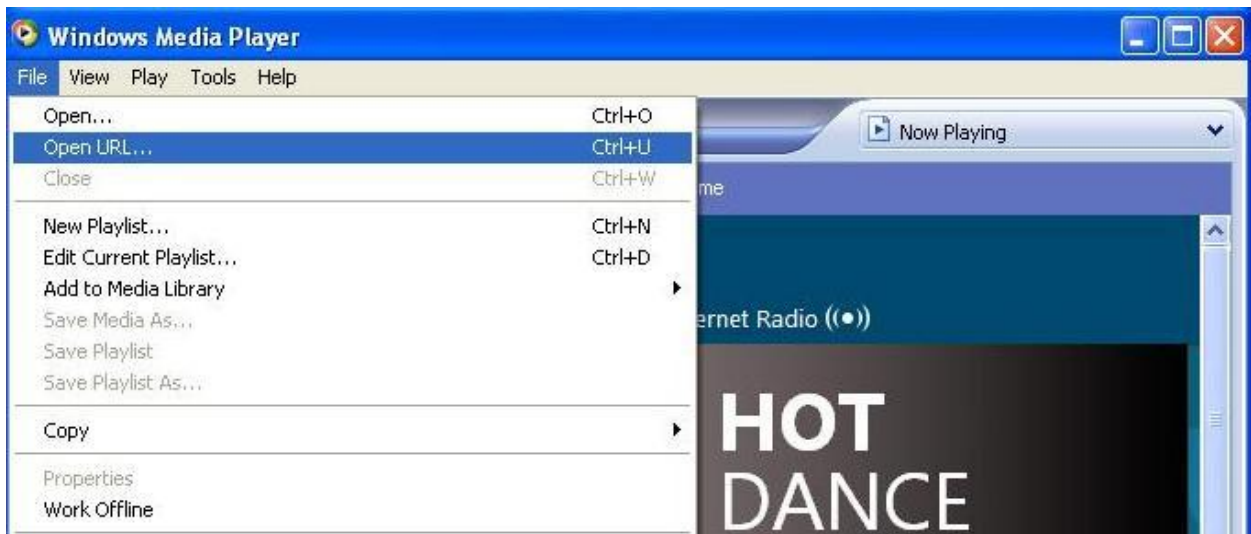 Windows Media Player
File View Play Tools Help
Open... Ctrl+O
Open URL... Ctrl+U
Close Ctrl+W
New Playlist... Ctrl+N
Edit Current Playlist... Ctrl+D
Add to Media Library
Save Media As...
Save Playlist
Save Playlist As...
Copy
Properties
Work Offline
Now Playing
me
ernet Radio
HOT
DANCE